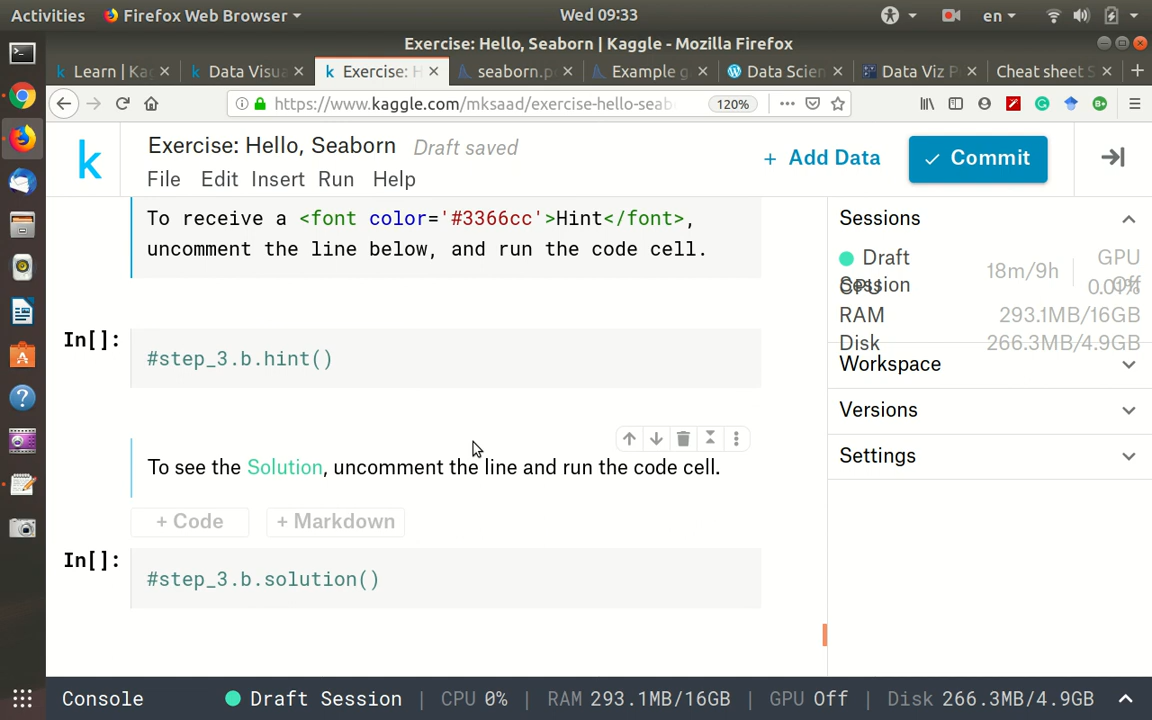 Activities
Firefox Web Browser
Wed 09:33
en
Exercise: Hello, Seaborn | Kaggle - Mozilla Firefox
Learn | Ka
Data Visua
Exercise: H
seaborn.p
Example g
Data Scien
Data Viz P
Cheat sheet S
https://www.kaggle.com/mksaad/exercise-hello-seab
120%
k
Exercise: Hello, Seaborn
Draft saved
File
Edit
Insert
Run
Help
+ Add Data
Commit
To receive a <font color='#3366cc'>Hint</font>,
uncomment the line below, and run the code cell.
In[]:
#step_3.b.hint()
To see the Solution, uncomment the line and run the code cell.
+ Code
+ Markdown
In[]:
#step_3.b.solution()
Sessions
Draft Session
18m/9h
GPU Off
CPU
0.01%
RAM
293.1MB/16GB
Disk
266.3MB/4.9GB
Workspace
Versions
Settings
Console
Draft Session | CPU 0% | RAM 293.1MB/16GB | GPU Off | Disk 266.3MB/4.9GB